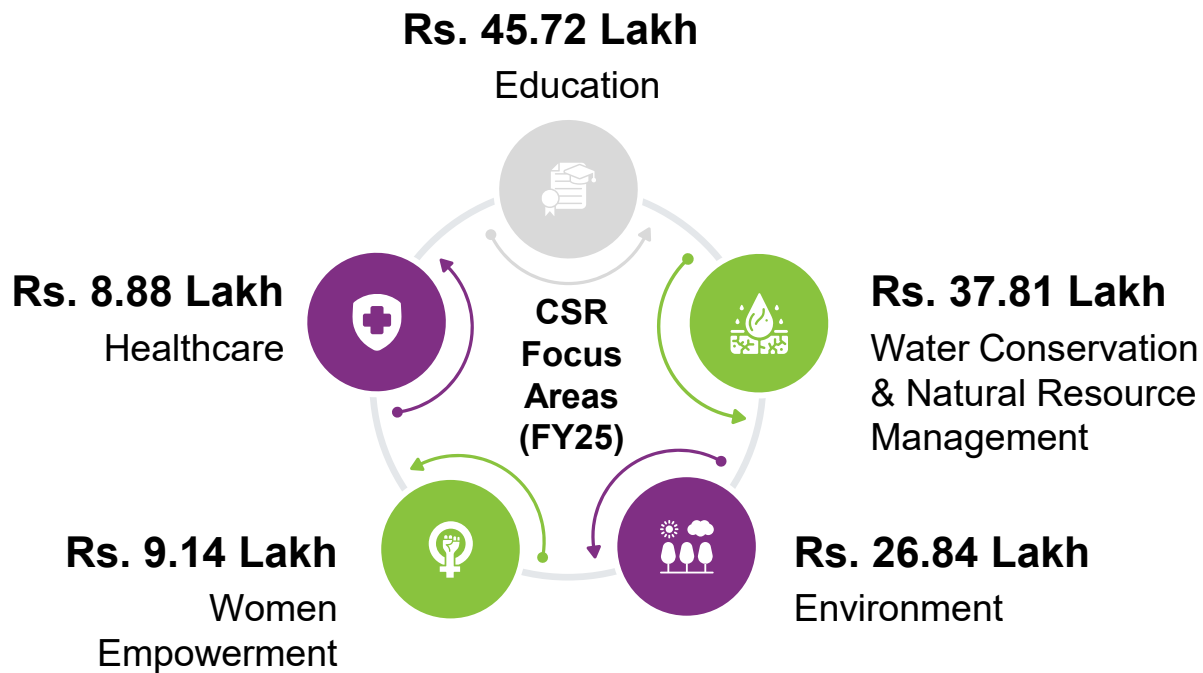 Rs. 45.72 Lakh
Education
Rs. 8.88 Lakh
Healthcare
CSR
Focus
Areas
(FY25)
Rs. 37.81 Lakh
Water Conservation
& Natural Resource
Management
Rs. 9.14 Lakh
Women
Empowerment
Rs. 26.84 Lakh
Environment